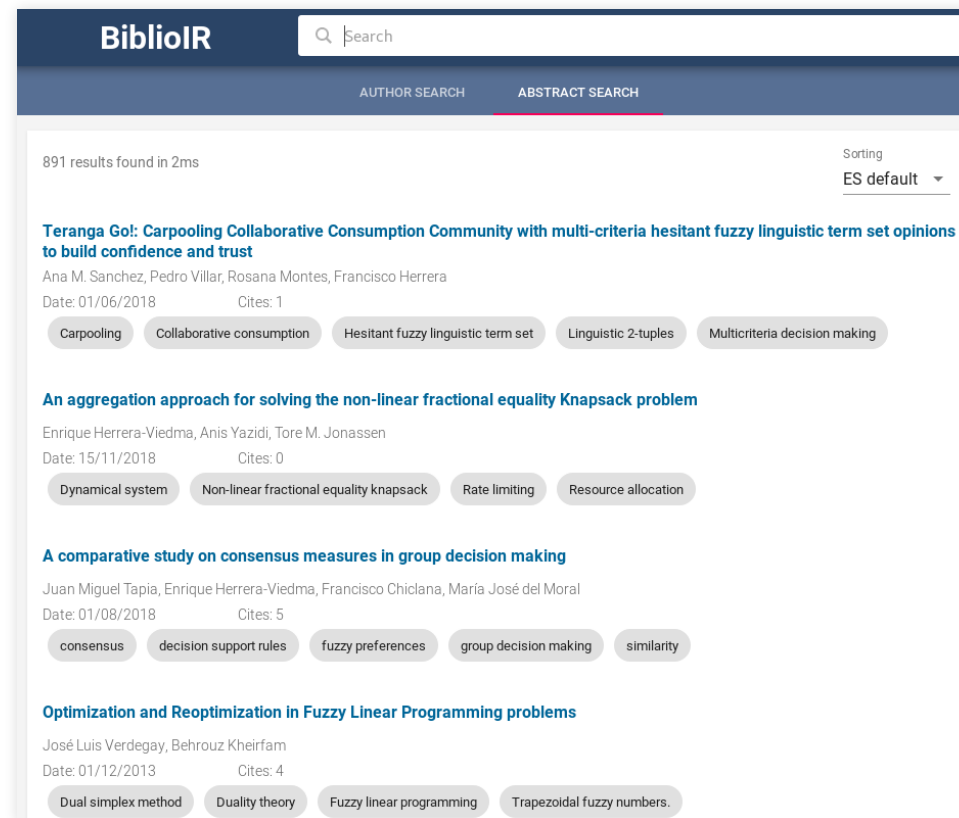 BiblioIR
Search
AUTHOR SEARCH ABSTRACT SEARCH
891 results found in 2ms
Sorting
ES default
Teranga Go!: Carpooling Collaborative Consumption Community with multi-criteria hesitant fuzzy linguistic term set opinions
to build confidence and trust
Ana M. Sanchez, Pedro Villar, Rosana Montes, Francisco Herrera
Date: 01/06/2018 Cites: 1
Carpooling Collaborative consumption Hesitant fuzzy linguistic term set Linguistic 2-tuples Multicriteria decision making
An aggregation approach for solving the non-linear fractional equality Knapsack problem
Enrique Herrera-Viedma, Anis Yazidi, Tore M. Jonassen
Date: 15/11/2018 Cites: 0
Dynamical system Non-linear fractional equality knapsack Rate limiting Resource allocation
A comparative study on consensus measures in group decision making
Juan Miguel Tapia, Enrique Herrera-Viedma, Francisco Chiclana, María José del Moral
Date: 01/08/2018 Cites: 5
consensus decision support rules fuzzy preferences group decision making similarity
Optimization and Reoptimization in Fuzzy Linear Programming problems
José Luis Verdegay, Behrouz Kheirfam
Date: 01/12/2013 Cites: 4
Dual simplex method Duality theory Fuzzy linear programming Trapezoidal fuzzy numbers.